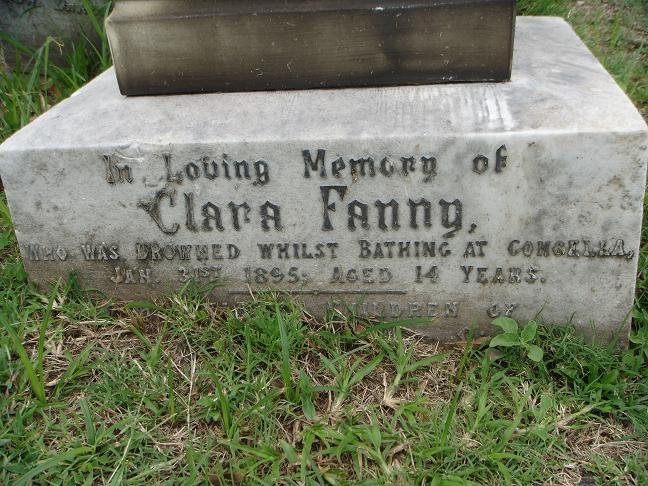 In Loving Memory of
Clara Fanny,
WHO WAS DROWNED WHILST BATHING AT CONGELLA,
JAN. 31ST 1895. AGED 14 YEARS.
CHILDREN OF